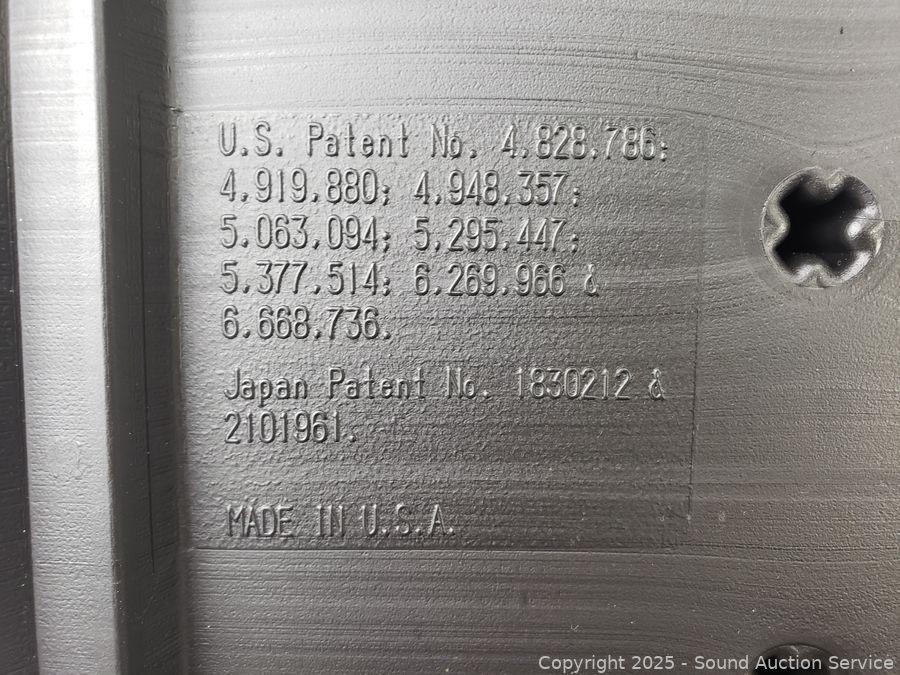 U.S. Patent No. 4,828,786;
4,919,880; 4,948,357;
5,063,094; 5,295,447;
5,377,514; 6,269,966 &
6,668,736.
Japan Patent No. 1830212 &
2101961.
MADE IN U.S.A.
Copyright © 2025 - Sound Auction Service